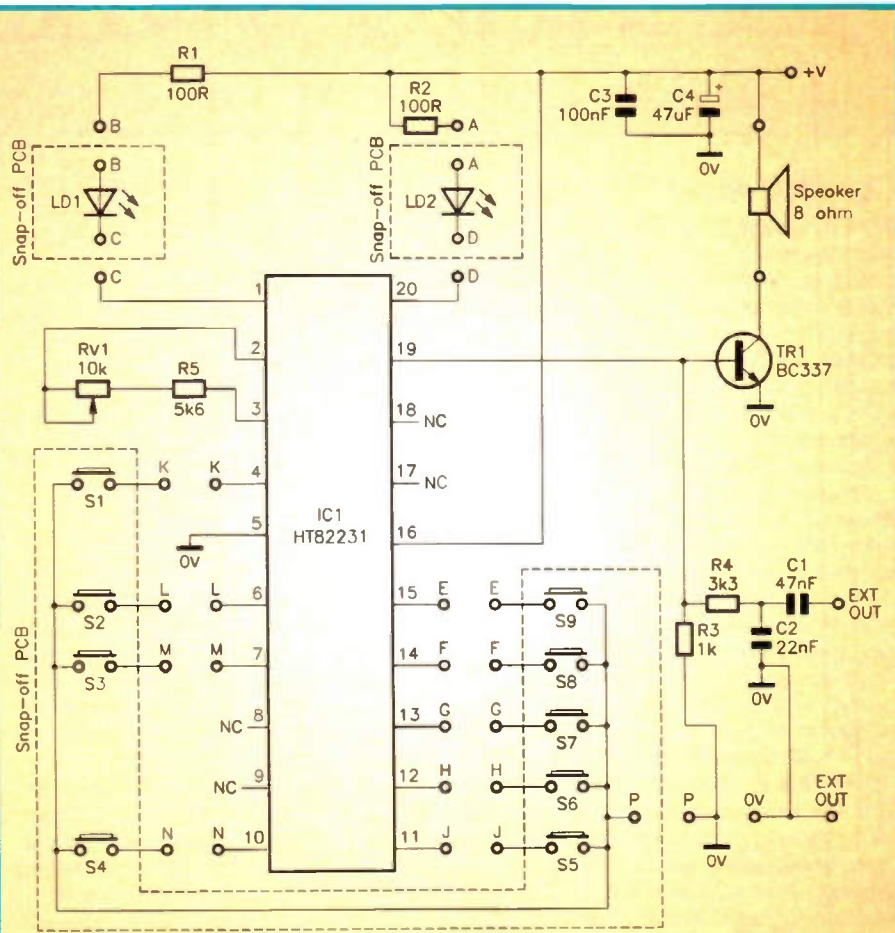 R1
100R
+V
R2
100R
C3
100nF
C4
47uF
+
B
A
0V
Snap-off PCB
B
LD1
C
Snap-off PCB
A
LD2
D
Speaker
8 ohm
C
D
1
20
2
19
TR1
BC337
0V
RV1
10k
R5
5k6
3
18
NC
17
NC
K
K
4
S1
IC1
HT82231
16
5
0V
Snap-off PCB
L
L
6
S2
15
E
E
S9
R4
3k3
C1
47nF
EXT
OUT
M
M
7
S3
14
F
F
S8
R3
1k
C2
22nF
0V
NC
8
13
G
G
S7
NC
9
12
H
H
S6
P
P
0V
EXT
OUT
N
N
10
S4
11
J
J
S5
0V